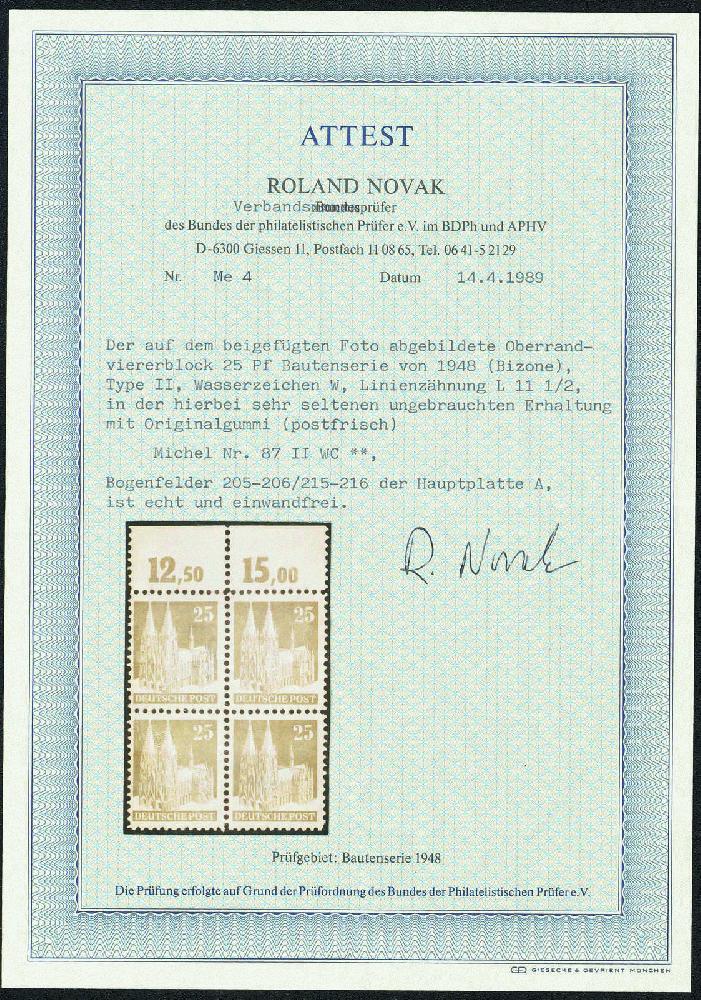 ATTEST
ROLAND NOVAK
Verbandsprüfer
des Bundes der philatelistischen Prüfer e.V. im BDPh und APHV
D-6300 Giessen 11, Postfach 11 08 65, Tel. 06 41-5 21 29
Nr. Me 4 Datum 14.4.1989
Der auf dem beigefügten Foto abgebildete Oberrand-
viererblock 25 Pf Bautenserie von 1948 (Bizone),
Type II, Wasserzeichen W, Linienzähnung L 11 1/2,
in der hierbei sehr seltenen ungebrauchten Erhaltung
mit Originalgummi (postfrisch)
Michel Nr. 87 II WC **,
Bogenfelder 205-206/215-216 der Hauptplatte A,
ist echt und einwandfrei.
R. Novak
12,50 15,00
25 25
DEUTSCHE POST DEUTSCHE POST
25 25
DEUTSCHE POST DEUTSCHE POST
Prüfgebiet: Bautenserie 1948
Die Prüfung erfolgte auf Grund der Prüfordnung des Bundes der Philatelistischen Prüfer e.V.
GIESECKE & DEVRIENT MÜNCHEN